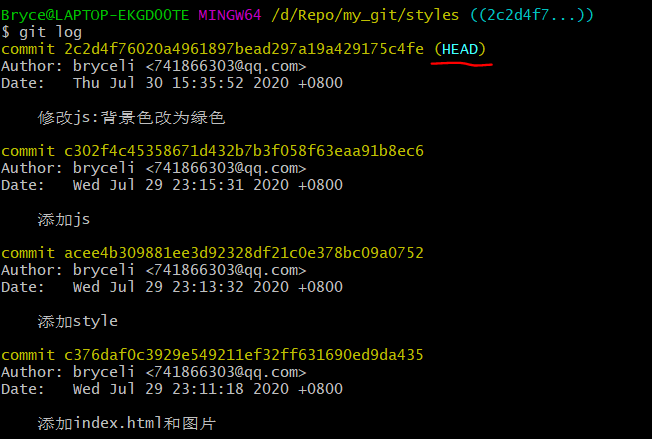 Bryce@LAPTOP-EKGDOOTE MINGW64 /d/Repo/my_git/styles ((2c2d4f7...))
$ git log
commit 2c2d4f76020a4961897bead297a19a429175c4fe (HEAD)
Author: bryceli <741866303@qq.com>
Date:   Thu Jul 30 15:35:52 2020 +0800
修改js:背景色改为绿色
commit c302f4c45358671d432b7b3f058f63eaa91b8ec6
Author: bryceli <741866303@qq.com>
Date:   Wed Jul 29 23:15:31 2020 +0800
添加js
commit acee4b309881ee3d92328df21c0e378bc09a0752
Author: bryceli <741866303@qq.com>
Date:   Wed Jul 29 23:13:32 2020 +0800
添加style
commit c376daf0c3929e549211ef32ff631690ed9da435
Author: bryceli <741866303@qq.com>
Date:   Wed Jul 29 23:11:18 2020 +0800
添加index.html和图片